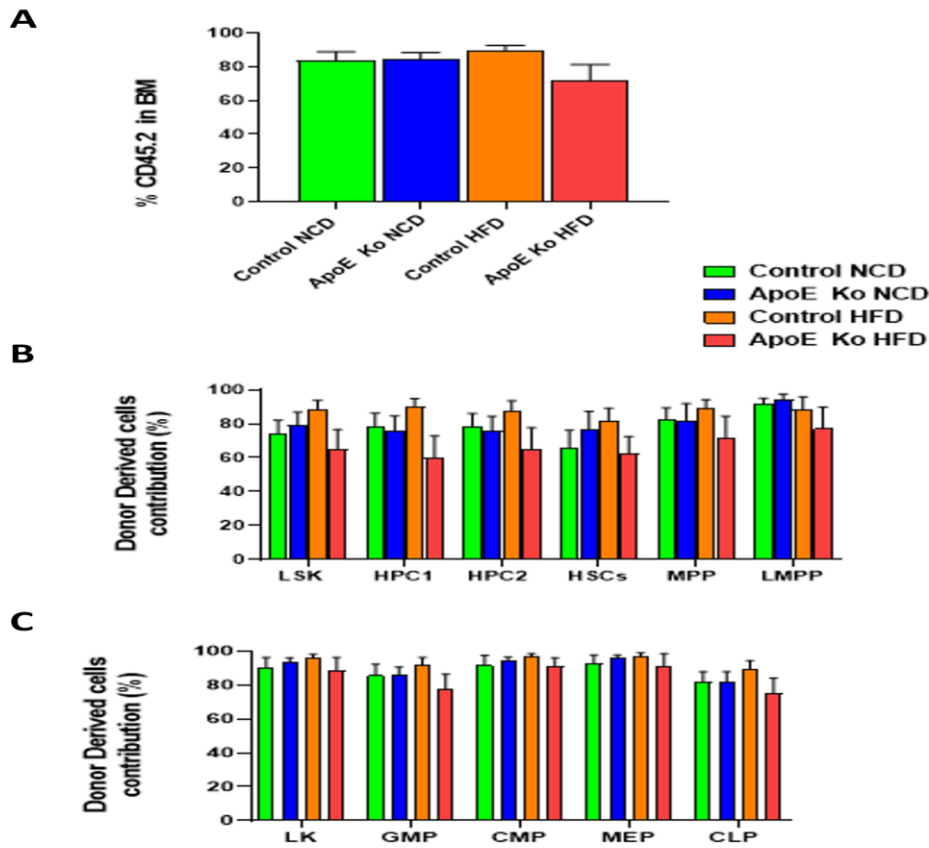 A
% CD45.2 in BM
100
80
60
40
20
0
Control NCD
ApoE Ko NCD
Control HFD
ApoE Ko HFD
Control NCD
ApoE Ko NCD
Control HFD
ApoE Ko HFD
B
Donor Derived cells
contribution (%)
100
80
60
40
20
0
LSK HPC1 HPC2 HSCs MPP LMPP
C
Donor Derived cells
contribution (%)
100
80
60
40
20
0
LK GMP CMP MEP CLP